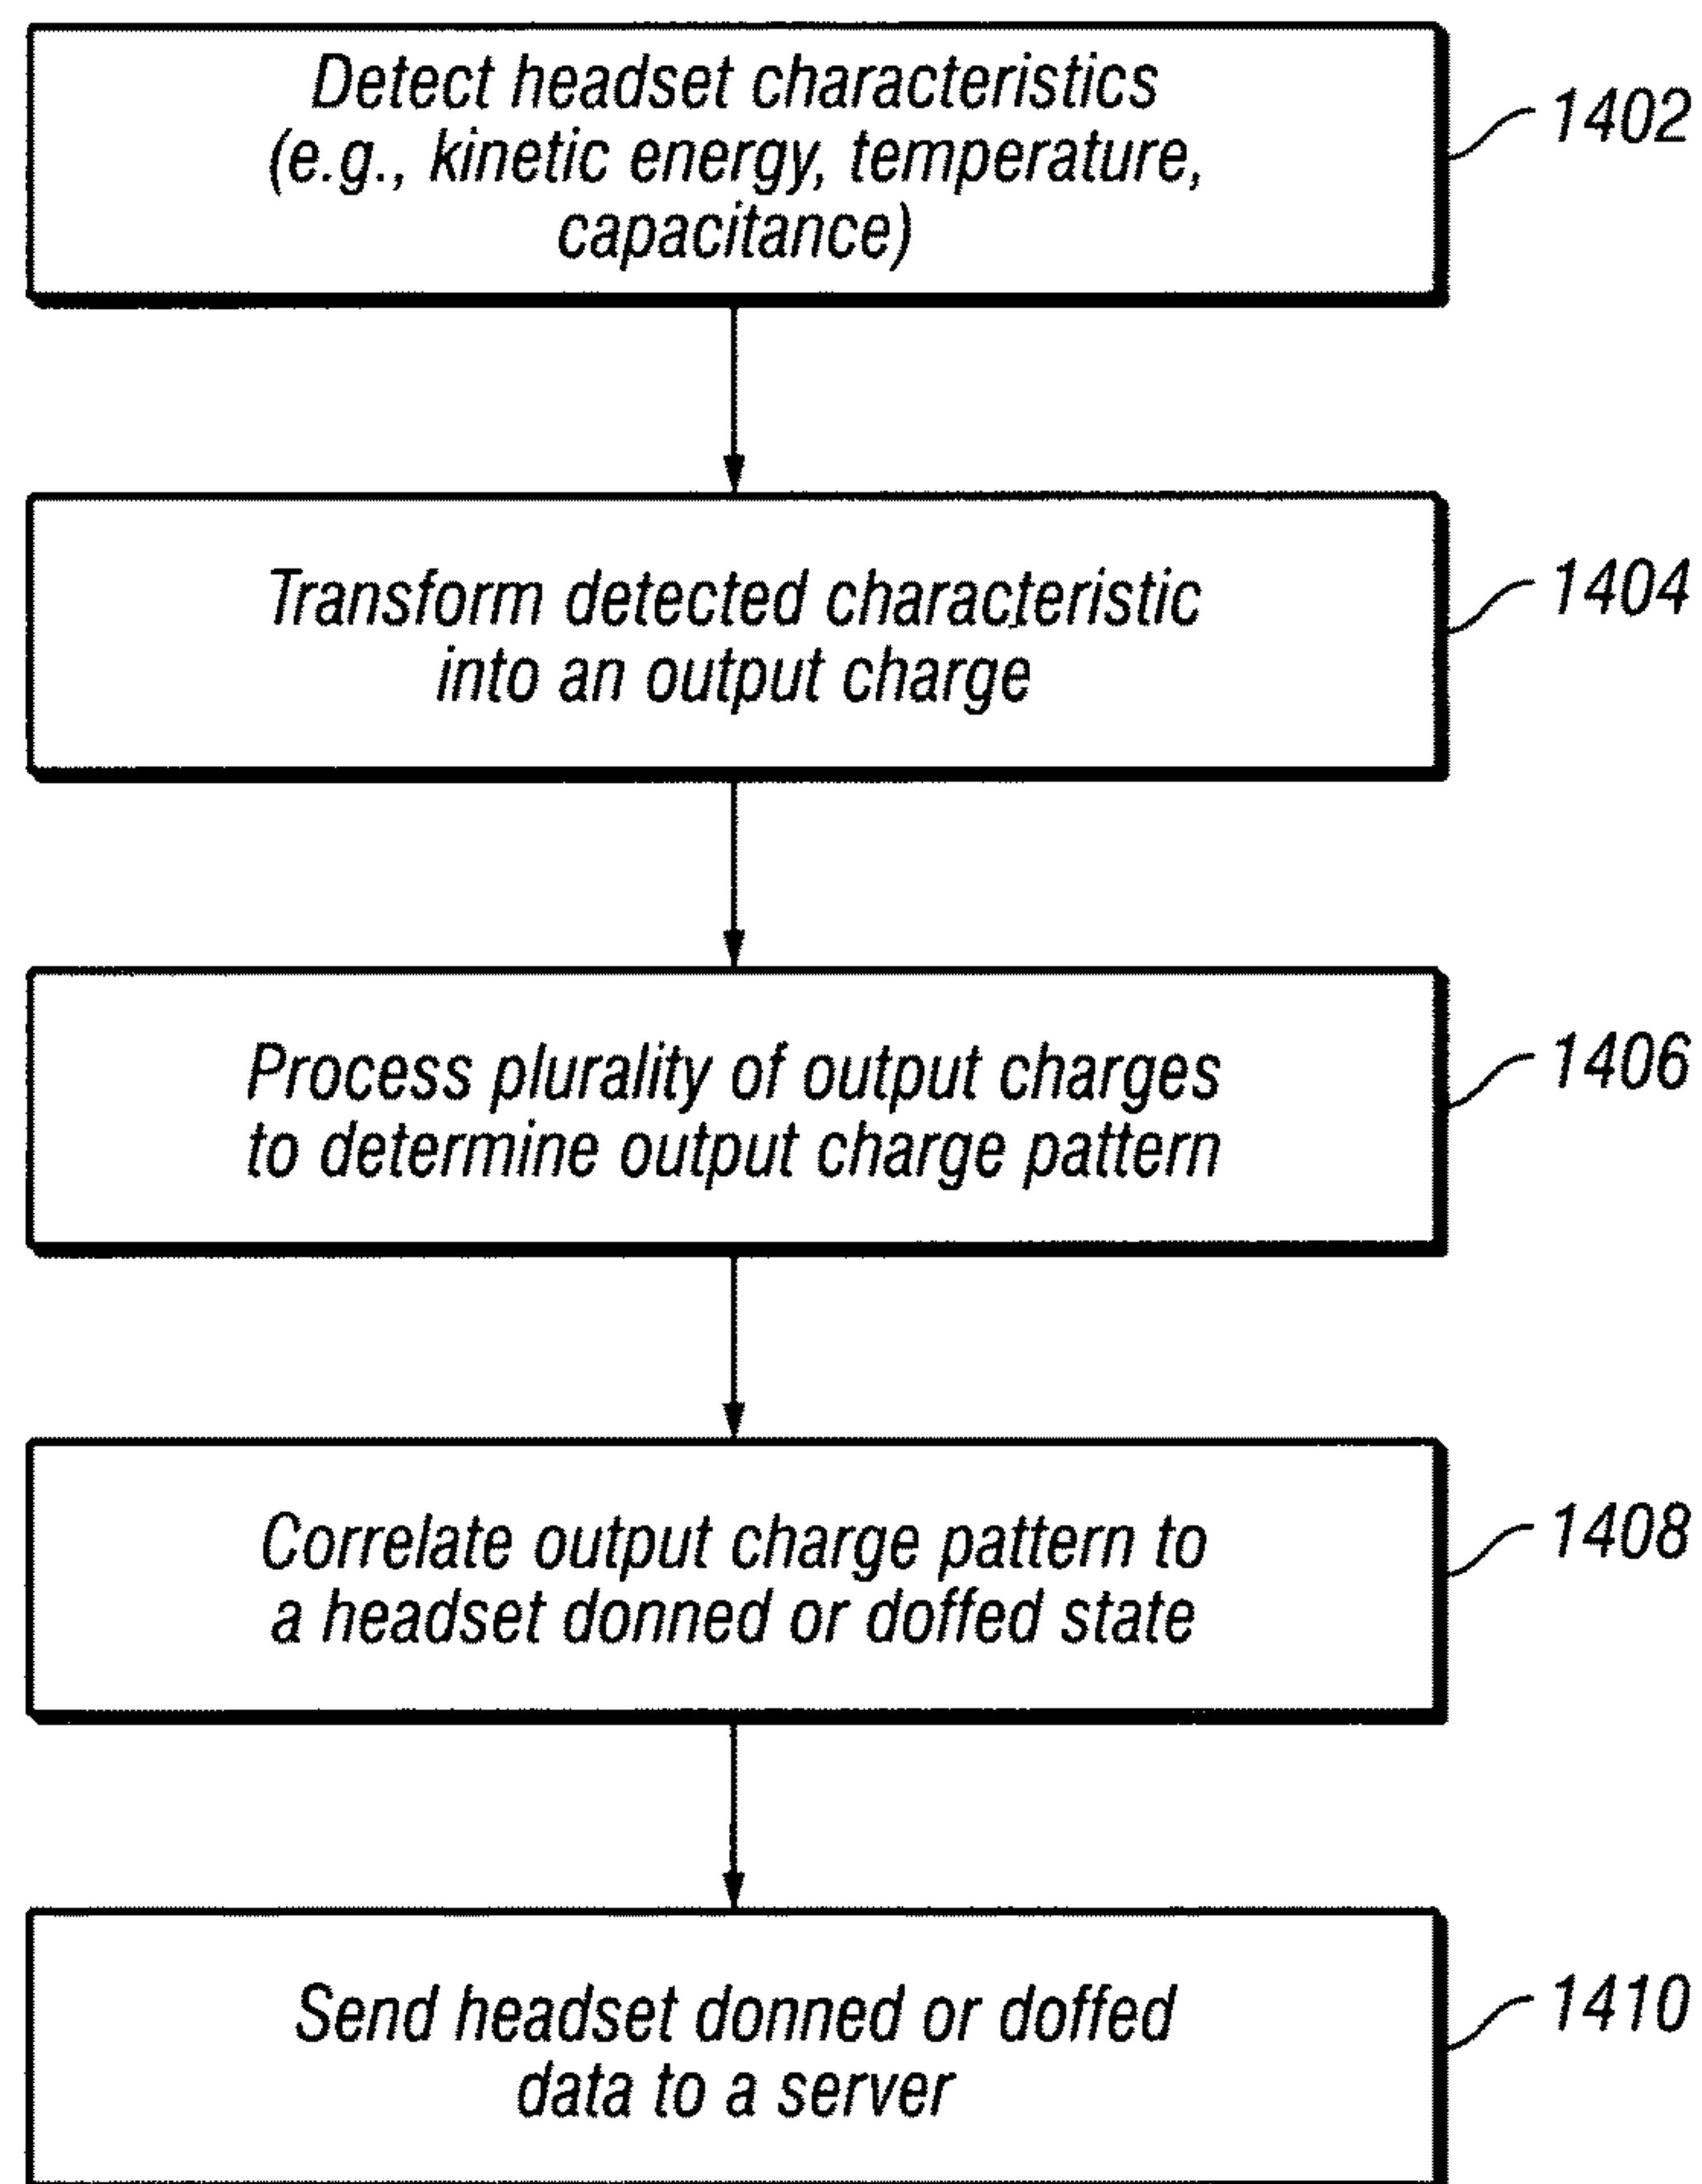 Detect headset characteristics
(e.g., kinetic energy, temperature,
capacitance)
1402
Transform detected characteristic
into an output charge
1404
Process plurality of output charges
to determine output charge pattern
1406
Correlate output charge pattern to
a headset donned or doffed state
1408
Send headset donned or doffed
data to a server
1410